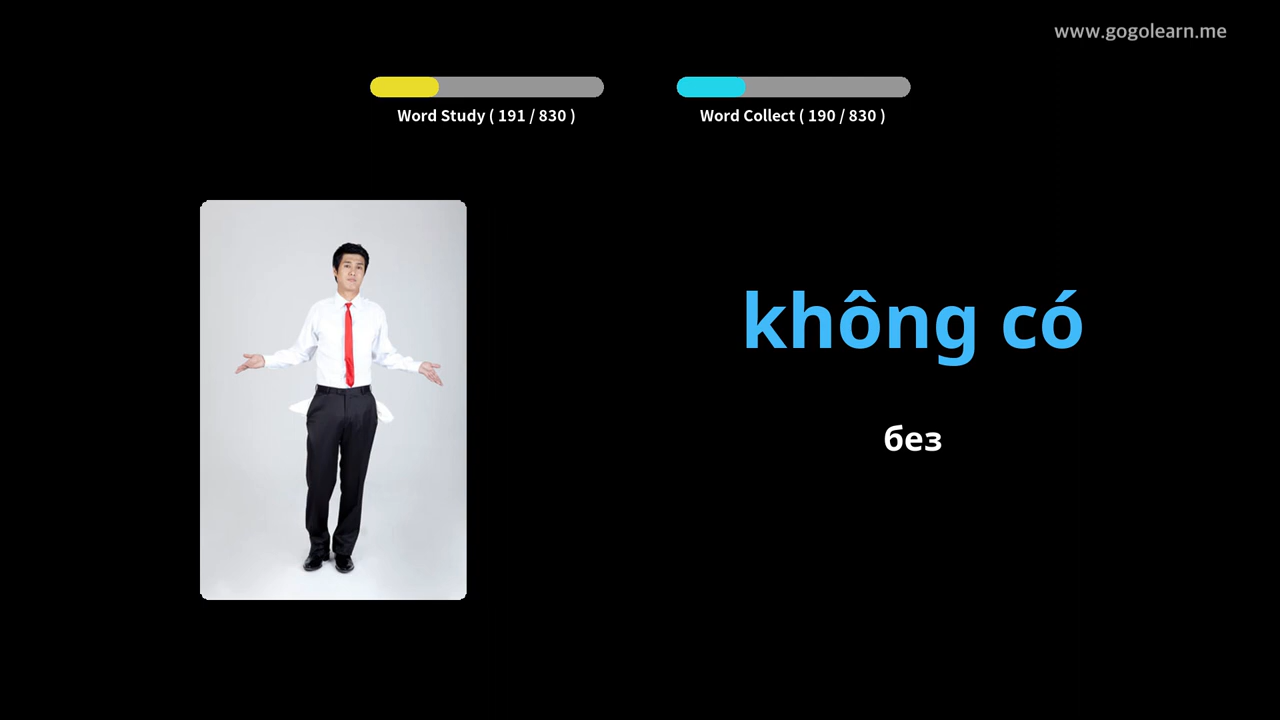 www.gogolearn.me
Word Study ( 191 / 830 )
Word Collect ( 190 / 830 )
không có
без